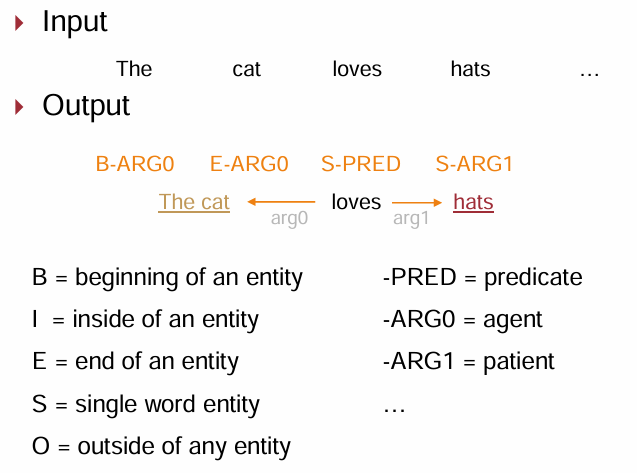 Input
The cat loves hats …
Output
B-ARG0 E-ARG0 S-PRED S-ARG1
The cat loves hats
arg0 arg1
B = beginning of an entity -PRED = predicate
I = inside of an entity -ARG0 = agent
E = end of an entity -ARG1 = patient
S = single word entity …
O = outside of any entity